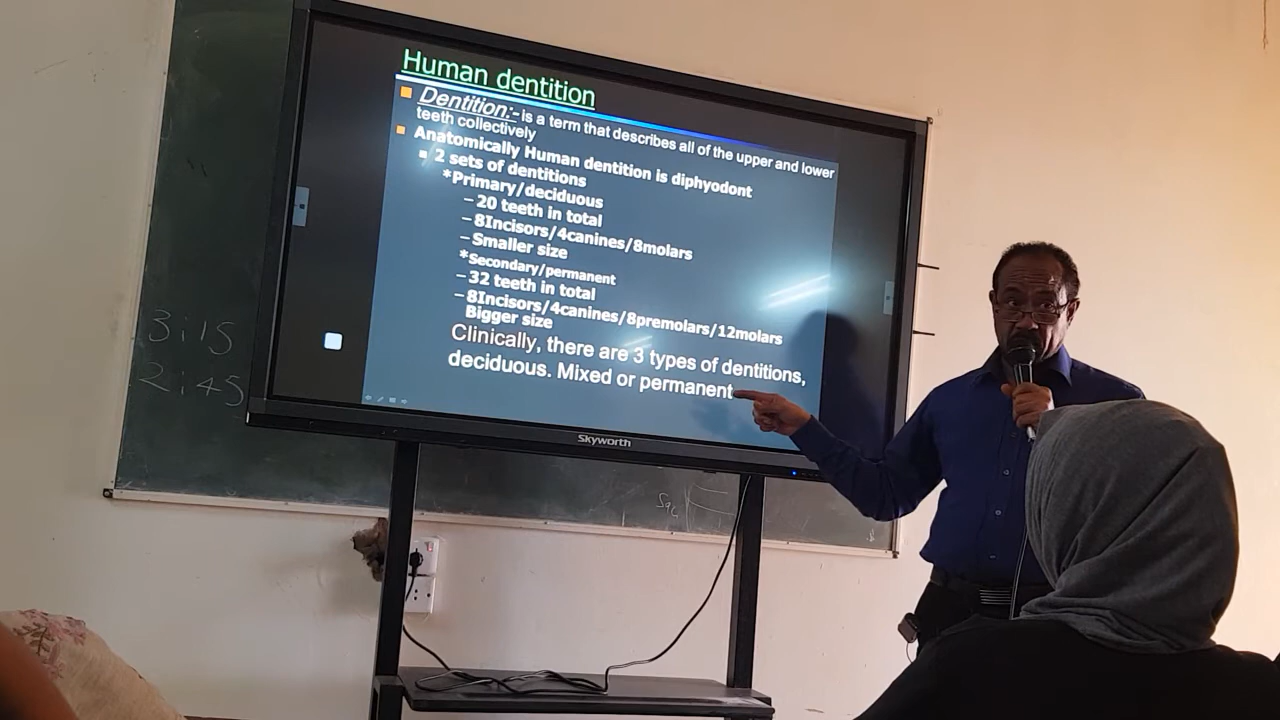 Human dentition
Dentition:- is a term that describes all of the upper and lower
teeth collectively
Anatomically Human dentition is diphyodont
2 sets of dentitions
*Primary/deciduous
– 20 teeth in total
– 8Incisors/4canines/8molars
– Smaller size
*Secondary/permanent
– 32 teeth in total
– 8Incisors/4canines/8premolars/12molars
Bigger size
Clinically, there are 3 types of dentitions,
deciduous. Mixed or permanent
Skyworth
3:15
2:45